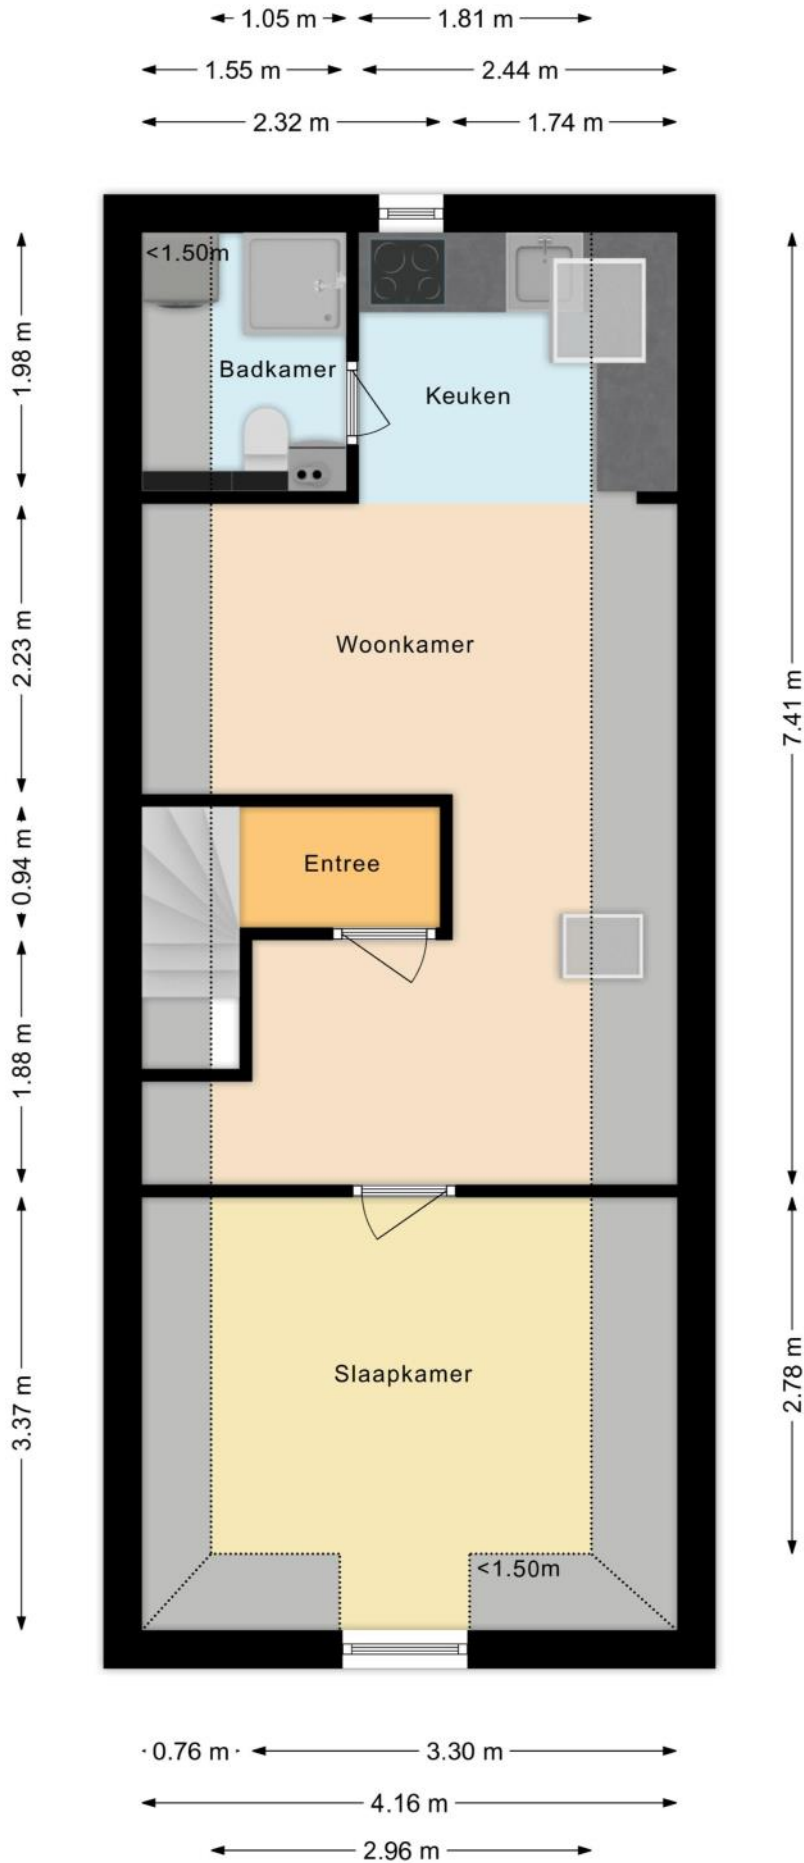 1.05 m
1.81 m
1.55 m
2.44 m
2.32 m
1.74 m
<1.50m
1.98 m
Badkamer
Keuken
2.23 m
Woonkamer
7.41 m
0.94 m
Entree
1.88 m
3.37 m
Slaapkamer
2.78 m
<1.50m
0.76 m
3.30 m
4.16 m
2.96 m